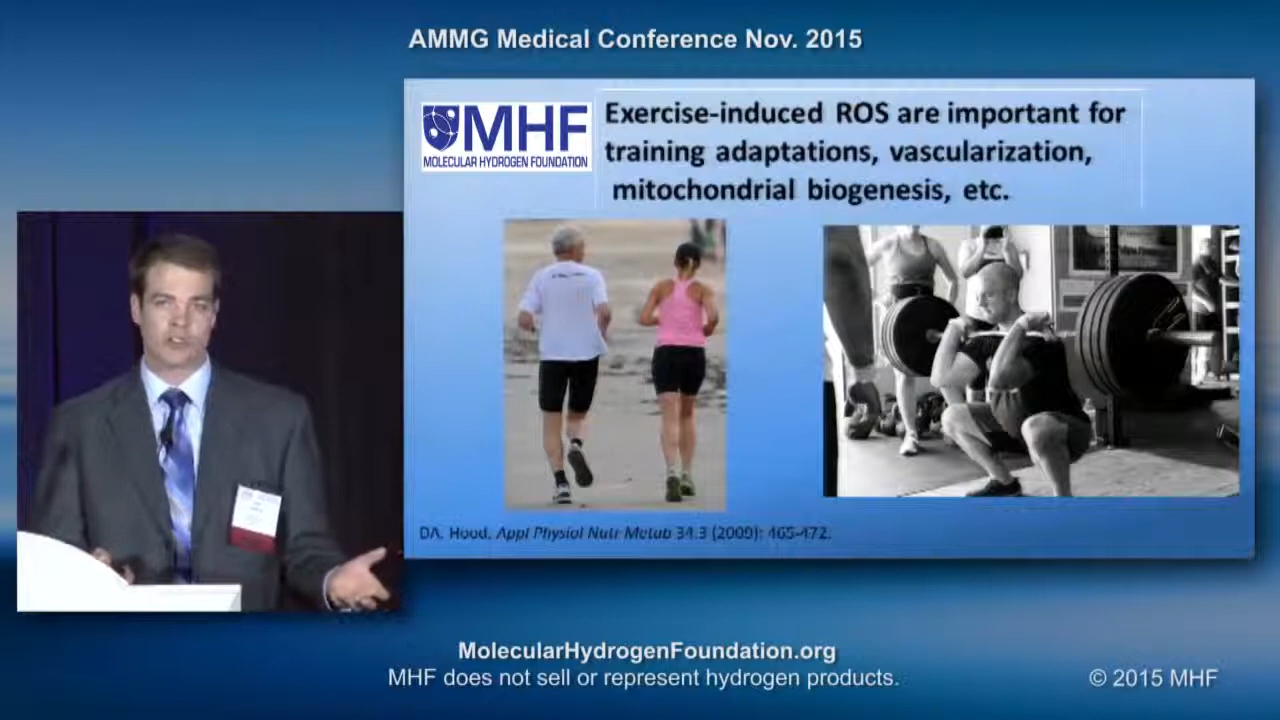 AMMG Medical Conference Nov. 2015
MHF
MOLECULAR HYDROGEN FOUNDATION
Exercise-induced ROS are important for
training adaptations, vascularization,
mitochondrial biogenesis, etc.
DA. Hood. Appl Physiol Nutr Metab 34.3 (2009): 465-472.
MolecularHydrogenFoundation.org
MHF does not sell or represent hydrogen products.
© 2015 MHF